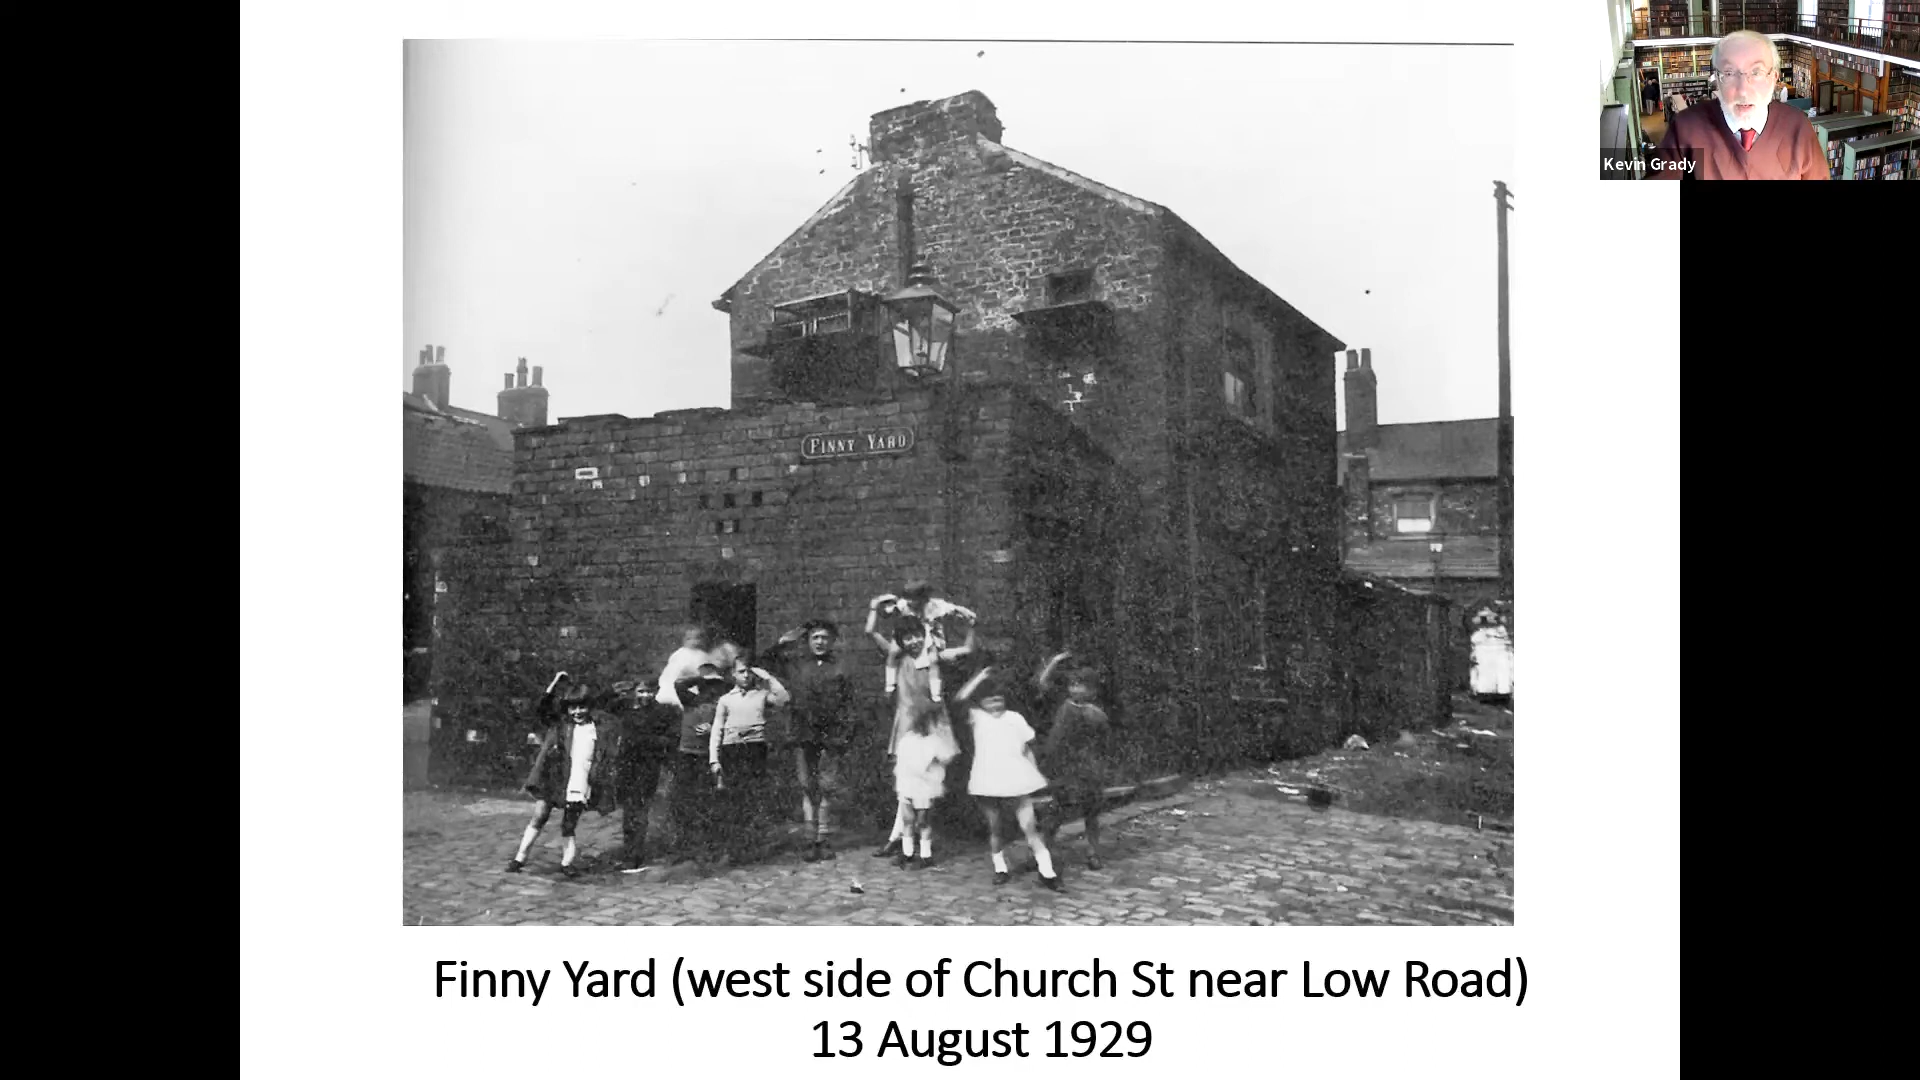 Kevin Grady
FINNY YARD
Finny Yard (west side of Church St near Low Road)
13 August 1929